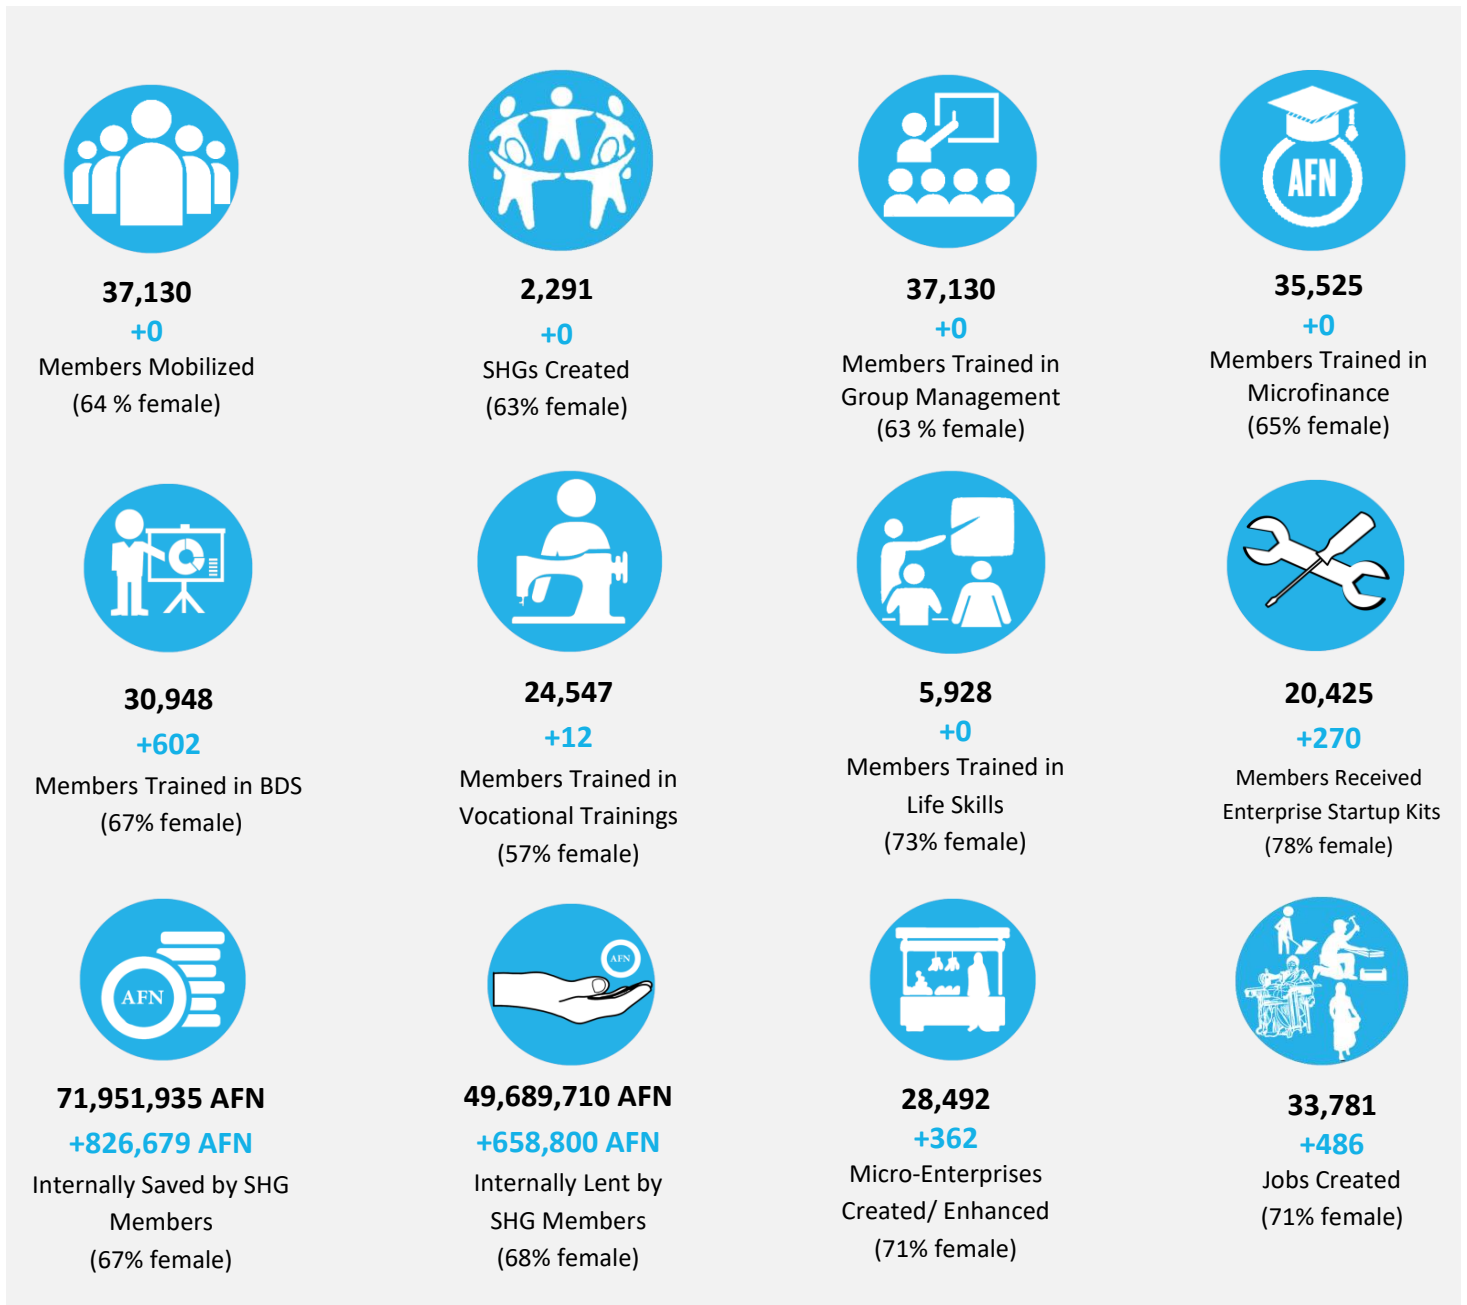 AFN
37,130
+0
Members Mobilized
(64 % female)
2,291
+0
SHGs Created
(63% female)
37,130
+0
Members Trained in
Group Management
(63 % female)
35,525
+0
Members Trained in
Microfinance
(65% female)
30,948
+602
Members Trained in BDS
(67% female)
24,547
+12
Members Trained in
Vocational Trainings
(57% female)
5,928
+0
Members Trained in
Life Skills
(73% female)
20,425
+270
Members Received
Enterprise Startup Kits
(78% female)
AFN
71,951,935 AFN
+826,679 AFN
Internally Saved by SHG
Members
(67% female)
AFN
49,689,710 AFN
+658,800 AFN
Internally Lent by
SHG Members
(68% female)
28,492
+362
Micro-Enterprises
Created/ Enhanced
(71% female)
33,781
+486
Jobs Created
(71% female)